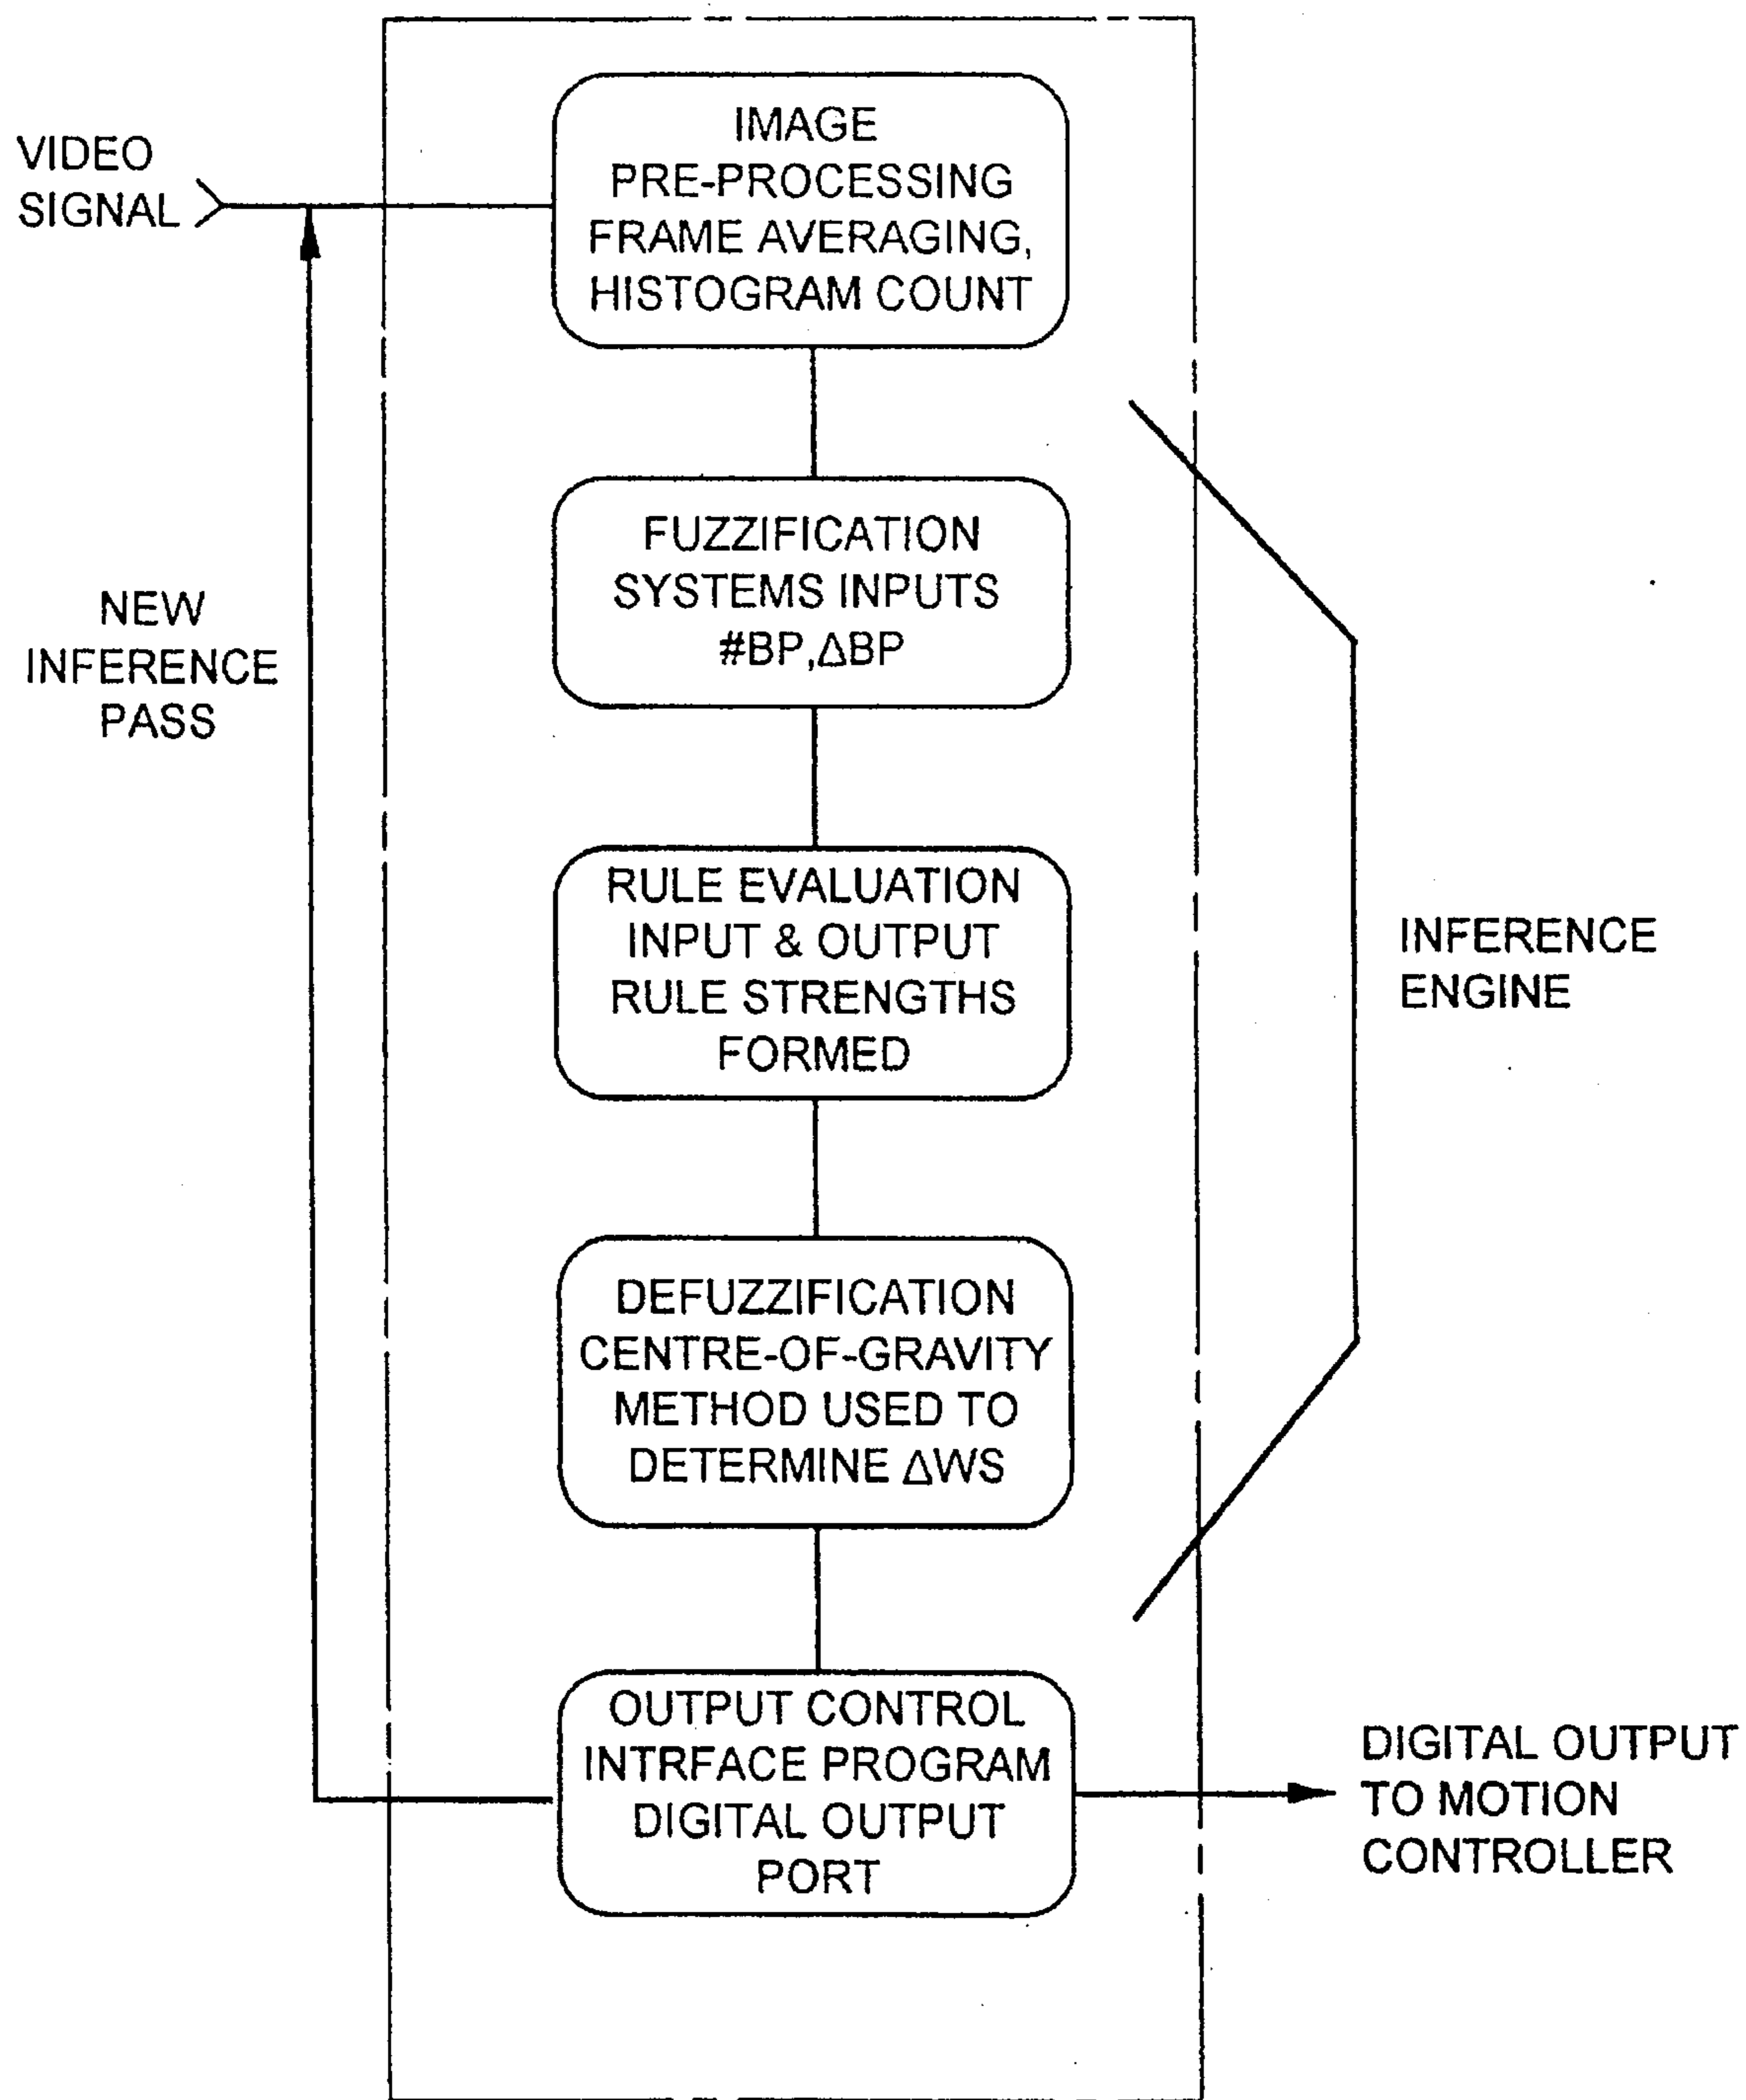 VIDEO
SIGNAL
IMAGE
PRE-PROCESSING
FRAME AVERAGING,
HISTOGRAM COUNT
FUZZIFICATION
SYSTEMS INPUTS
#BP,ΔBP
NEW
INFERENCE
PASS
RULE EVALUATION
INPUT & OUTPUT
RULE STRENGTHS
FORMED
INFERENCE
ENGINE
DEFUZZIFICATION
CENTRE-OF-GRAVITY
METHOD USED TO
DETERMINE ΔWS
OUTPUT CONTROL
INTRFACE PROGRAM
DIGITAL OUTPUT
PORT
DIGITAL OUTPUT
TO MOTION
CONTROLLER